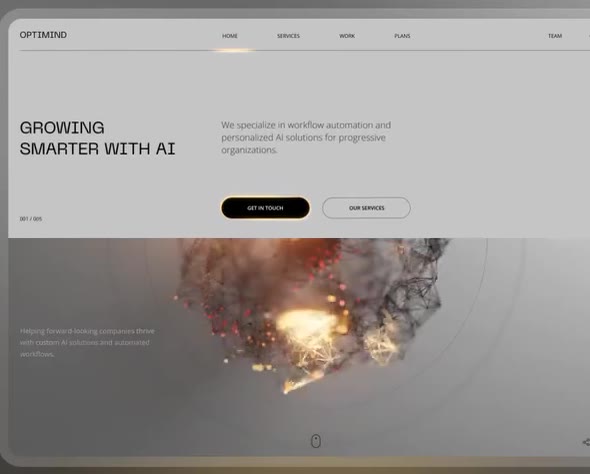 OPTIMIND
HOME
SERVICES
WORK
PLANS
TEAM
GROWING
SMARTER WITH AI
We specialize in workflow automation and
personalized AI solutions for progressive
organizations.
GET IN TOUCH
OUR SERVICES
001 / 005
Helping forward-looking companies thrive
with custom AI solutions and automated
workflows.